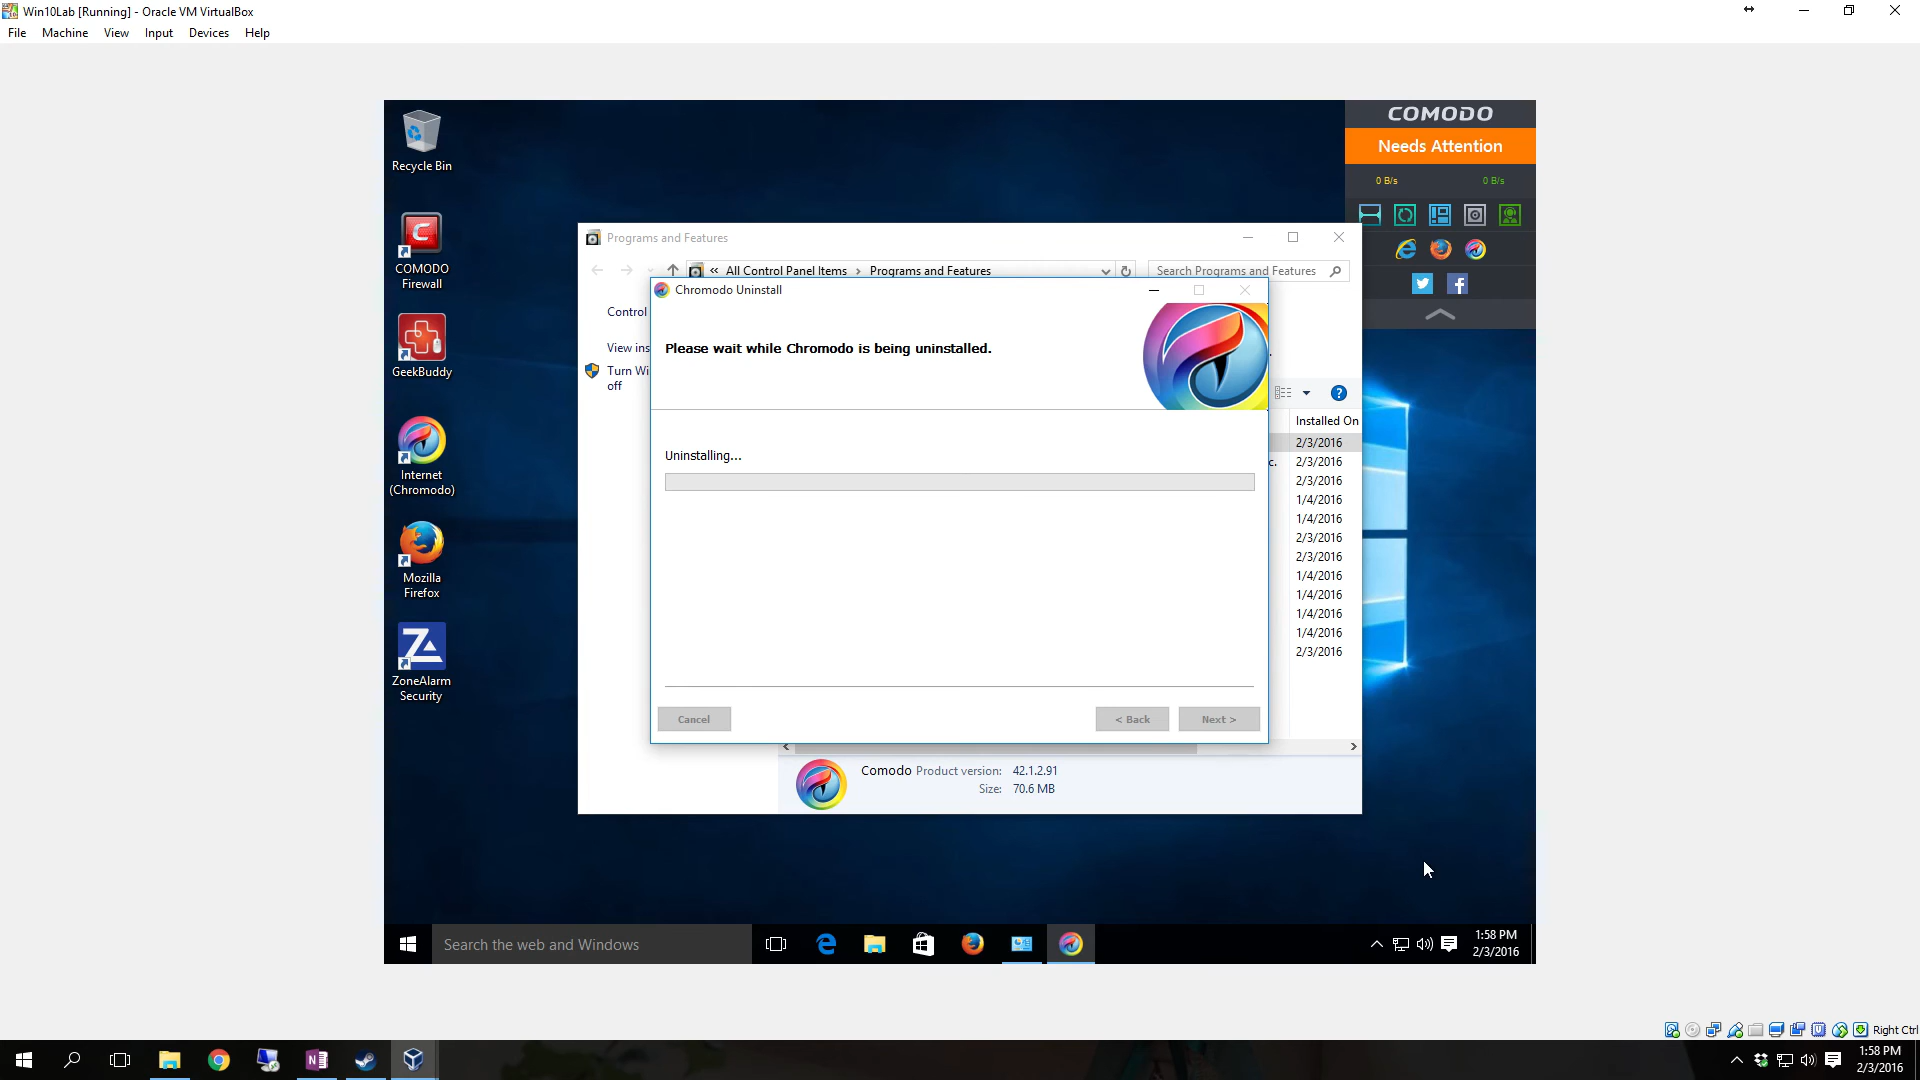 Win10Lab [Running] - Oracle VM VirtualBox
File Machine View Input Devices Help
Recycle Bin
COMODO
Firewall
GeekBuddy
Internet
(Chromodo)
Mozilla
Firefox
ZoneAlarm
Security
COMODO
Needs Attention
0 B/s 0 B/s
Programs and Features
« All Control Panel Items > Programs and Features
Search Programs and Features
Control
View ins
Turn Wi
off
Chromodo Uninstall
Please wait while Chromodo is being uninstalled.
Uninstalling...
Cancel < Back Next >
Installed On
2/3/2016
c. 2/3/2016
2/3/2016
1/4/2016
1/4/2016
2/3/2016
2/3/2016
1/4/2016
1/4/2016
1/4/2016
1/4/2016
2/3/2016
Comodo Product version: 42.1.2.91
Size: 70.6 MB
Search the web and Windows
1:58 PM
2/3/2016
Right Ctrl
1:58 PM
2/3/2016